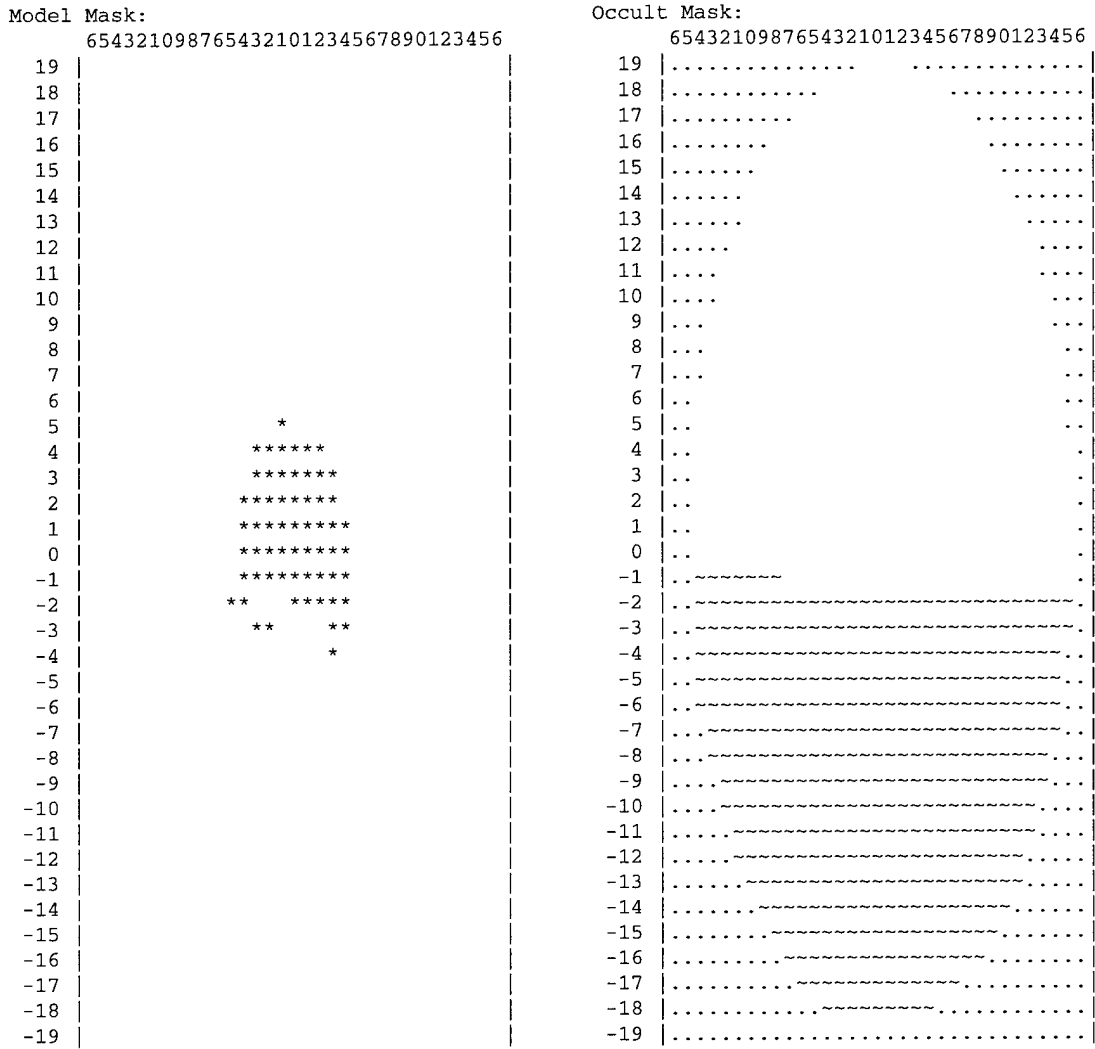 Model Mask:
654321098765432101234567890123456
19 |                                 |
18 |                                 |
17 |                                 |
16 |                                 |
15 |                                 |
14 |                                 |
13 |                                 |
12 |                                 |
11 |                                 |
10 |                                 |
9 |                                 |
8 |                                 |
7 |                                 |
6 |                                 |
5 |               *                 |
4 |             ******              |
3 |             *******             |
2 |            ********             |
1 |            *********            |
0 |            *********            |
-1 |            *********            |
-2 |           **   *****            |
-3 |             **    **            |
-4 |                   *             |
-5 |                                 |
-6 |                                 |
-7 |                                 |
-8 |                                 |
-9 |                                 |
-10 |                                 |
-11 |                                 |
-12 |                                 |
-13 |                                 |
-14 |                                 |
-15 |                                 |
-16 |                                 |
-17 |                                 |
-18 |                                 |
-19 |                                 |
Occult Mask:
654321098765432101234567890123456
19 |...............    ..............|
18 |............          ...........|
17 |..........              .........|
16 |........                 ........|
15 |.......                   .......|
14 |......                     ......|
13 |......                      .....|
12 |.....                        ....|
11 |....                         ....|
10 |....                          ...|
9 |...                           ...|
8 |...                            ..|
7 |...                            ..|
6 |..                             ..|
5 |..                             ..|
4 |..                              .|
3 |..                              .|
2 |..                              .|
1 |..                              .|
0 |..                              .|
-1 |..~~~~~~~                       .|
-2 |..~~~~~~~~~~~~~~~~~~~~~~~~~~~~~~.|
-3 |..~~~~~~~~~~~~~~~~~~~~~~~~~~~~~~.|
-4 |..~~~~~~~~~~~~~~~~~~~~~~~~~~~~~..|
-5 |..~~~~~~~~~~~~~~~~~~~~~~~~~~~~~..|
-6 |..~~~~~~~~~~~~~~~~~~~~~~~~~~~~~..|
-7 |...~~~~~~~~~~~~~~~~~~~~~~~~~~~~..|
-8 |...~~~~~~~~~~~~~~~~~~~~~~~~~~~...|
-9 |....~~~~~~~~~~~~~~~~~~~~~~~~~~...|
-10 |....~~~~~~~~~~~~~~~~~~~~~~~~~....|
-11 |.....~~~~~~~~~~~~~~~~~~~~~~~~....|
-12 |.....~~~~~~~~~~~~~~~~~~~~~~~.....|
-13 |......~~~~~~~~~~~~~~~~~~~~~~.....|
-14 |.......~~~~~~~~~~~~~~~~~~~~......|
-15 |........~~~~~~~~~~~~~~~~~~.......|
-16 |.........~~~~~~~~~~~~~~~~........|
-17 |..........~~~~~~~~~~~~~..........|
-18 |............~~~~~~~~~............|
-19 |.................................|